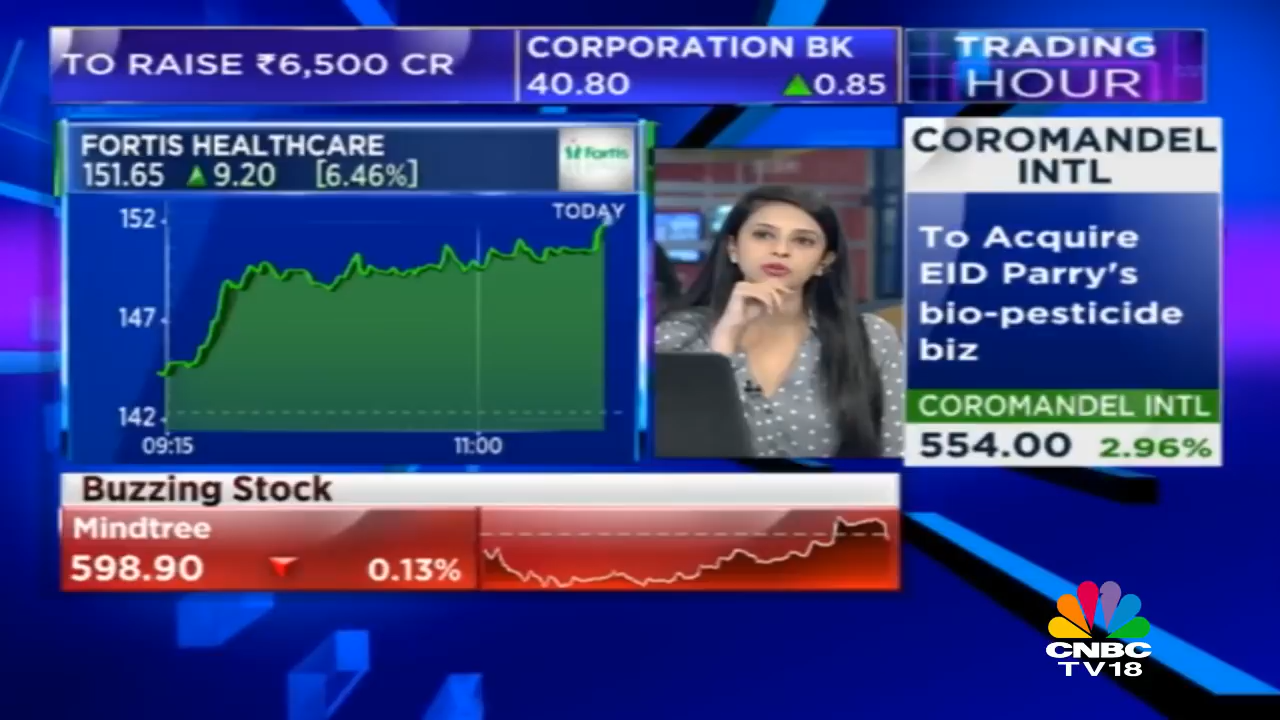 TO RAISE ₹6,500 CR
CORPORATION BK
40.80 ▲0.85
TRADING
HOUR
FORTIS HEALTHCARE
151.65 ▲ 9.20 [6.46%]
Fortis
TODAY
152
147
142
09:15 11:00
COROMANDEL
INTL
To Acquire
EID Parry's
bio-pesticide
biz
COROMANDEL INTL
554.00 2.96%
Buzzing Stock
Mindtree
598.90 ▼ 0.13%
CNBC
TV18